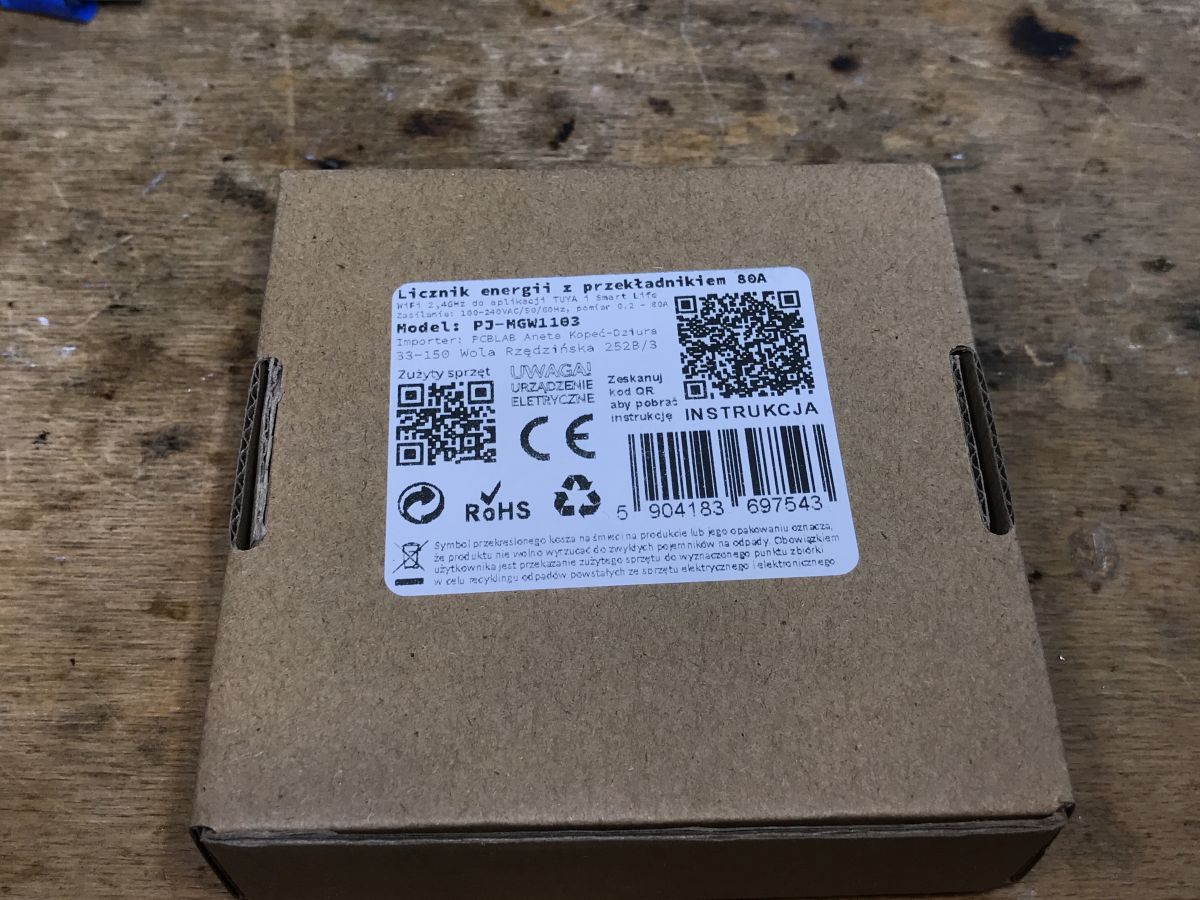 Licznik energii z przekładnikiem 80A
WiFi 2,4GHz do aplikacji TUYA i Smart Life
Zasilanie: 100-240VAC/50/60Hz, pomiar 0.2 - 80A
Model: PJ-MGW1103
Importer: PCBLAB Aneta Kopeć-Dziura
33-150 Wola Rzędzińska 252B/3
Zużyty sprzęt
UWAGA!
URZĄDZENIE
ELETRYCZNE
Zeskanuj
kod QR
aby pobrać
instrukcję
INSTRUKCJA
CE
RoHS
5 904183 697543
Symbol przekreślonego kosza na śmieci na produkcie lub jego opakowaniu oznacza,
że produktu nie wolno wyrzucać do zwykłych pojemników na odpady. Obowiązkiem
użytkownika jest przekazanie zużytego sprzętu do wyznaczonego punktu zbiórki
w celu recyklingu odpadów powstałych ze sprzętu elektrycznego i elektronicznego